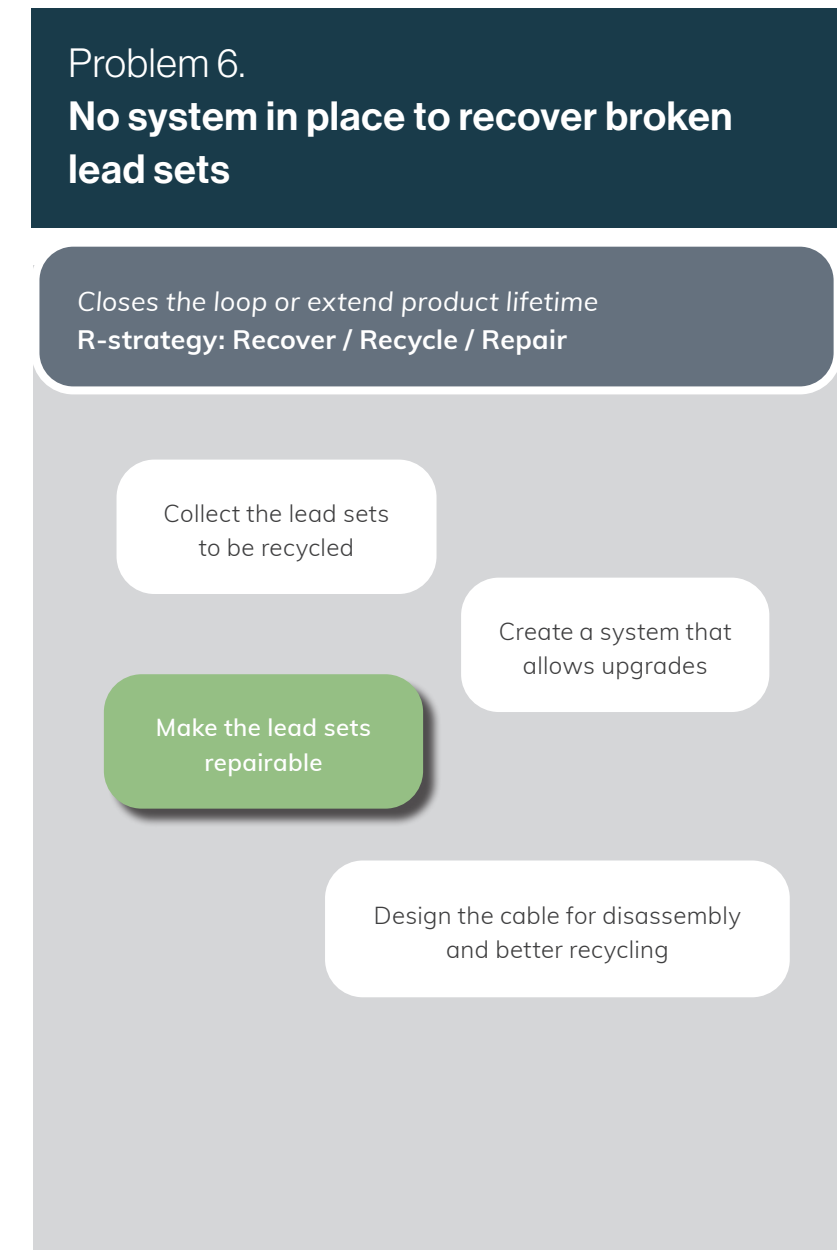 Problem 6.
No system in place to recover broken
lead sets
Closes the loop or extend product lifetime
R-strategy: Recover / Recycle / Repair
Collect the lead sets
to be recycled
Create a system that
allows upgrades
Make the lead sets
repairable
Design the cable for disassembly
and better recycling